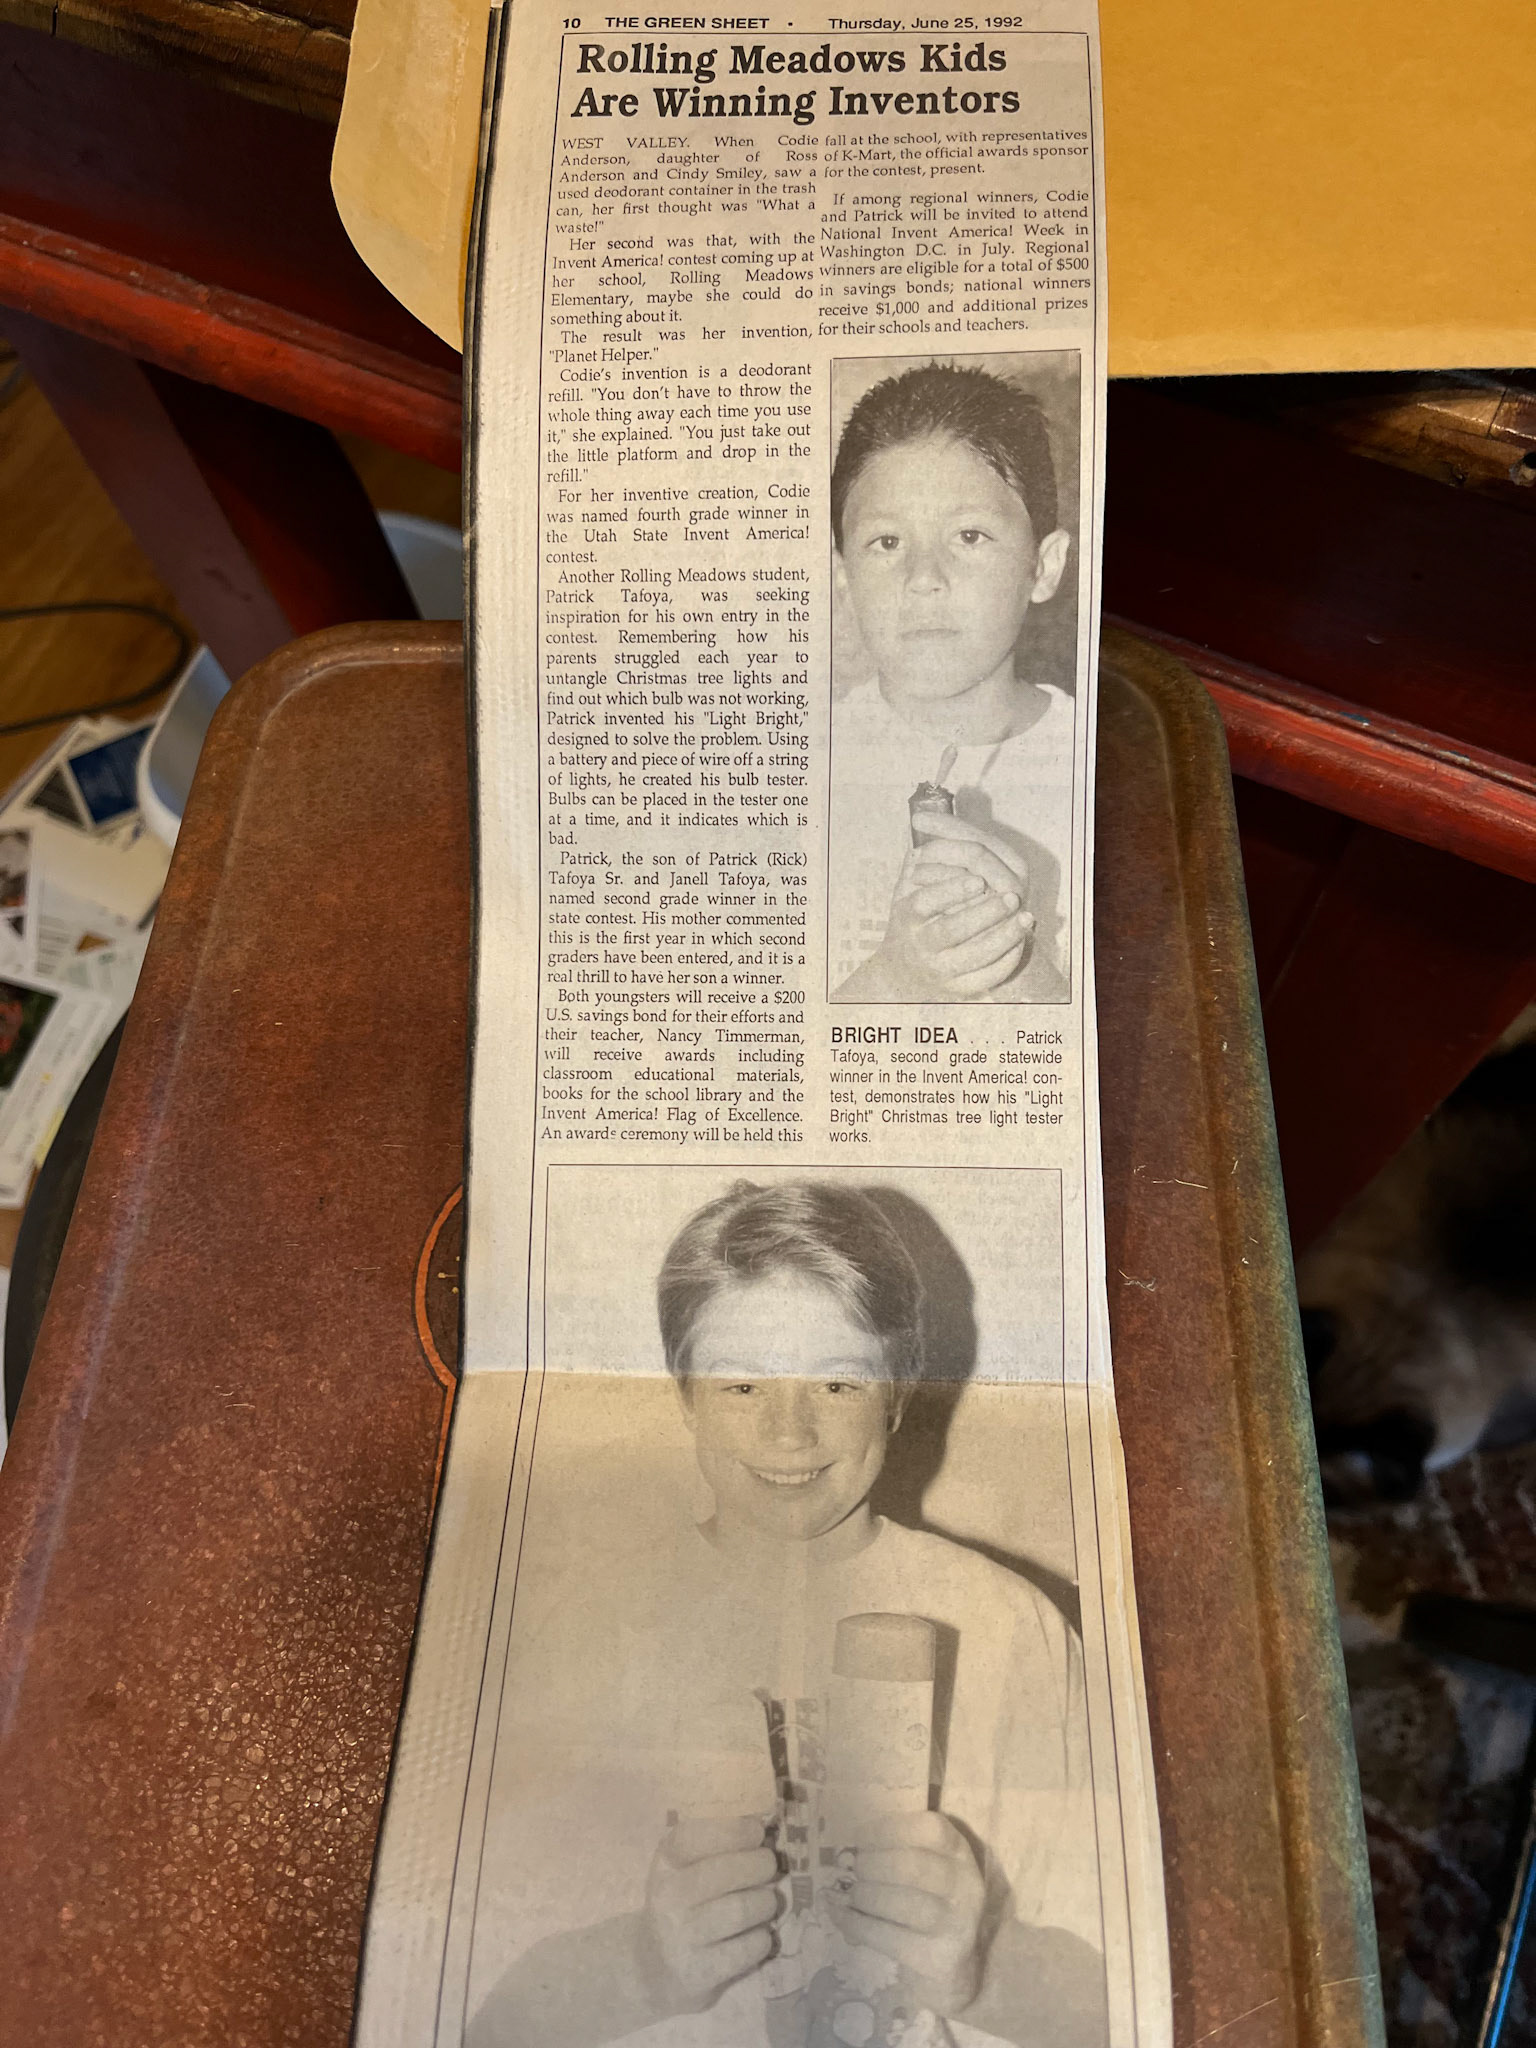 10 THE GREEN SHEET • Thursday, June 25, 1992
Rolling Meadows Kids
Are Winning Inventors
WEST VALLEY. When Codie
Anderson, daughter of Ross
Anderson and Cindy Smiley, saw a
used deodorant container in the trash
can, her first thought was "What a
waste!"
Her second was that, with the
Invent America! contest coming up at
her school, Rolling Meadows
Elementary, maybe she could do
something about it.
The result was her invention,
"Planet Helper."
Codie's invention is a deodorant
refill. "You don't have to throw the
whole thing away each time you use
it," she explained. "You just take out
the little platform and drop in the
refill."
For her inventive creation, Codie
was named fourth grade winner in
the Utah State Invent America!
contest.
Another Rolling Meadows student,
Patrick Tafoya, was seeking
inspiration for his own entry in the
contest. Remembering how his
parents struggled each year to
untangle Christmas tree lights and
find out which bulb was not working,
Patrick invented his "Light Bright,"
designed to solve the problem. Using
a battery and piece of wire off a string
of lights, he created his bulb tester.
Bulbs can be placed in the tester one
at a time, and it indicates which is
bad.
Patrick, the son of Patrick (Rick)
Tafoya Sr. and Janell Tafoya, was
named second grade winner in the
state contest. His mother commented
this is the first year in which second
graders have been entered, and it is a
real thrill to have her son a winner.
Both youngsters will receive a $200
U.S. savings bond for their efforts and
their teacher, Nancy Timmerman,
will receive awards including
classroom educational materials,
books for the school library and the
Invent America! Flag of Excellence.
An awards ceremony will be held this
fall at the school, with representatives
of K-Mart, the official awards sponsor
for the contest, present.
If among regional winners, Codie
and Patrick will be invited to attend
National Invent America! Week in
Washington D.C. in July. Regional
winners are eligible for a total of $500
in savings bonds; national winners
receive $1,000 and additional prizes
for their schools and teachers.
BRIGHT IDEA . . . Patrick
Tafoya, second grade statewide
winner in the Invent America! con-
test, demonstrates how his "Light
Bright" Christmas tree light tester
works.